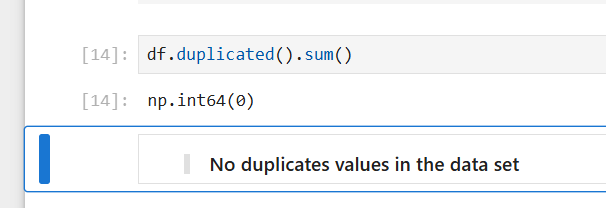 [14]: df.duplicated().sum()
[14]: np.int64(0)
No duplicates values in the data set